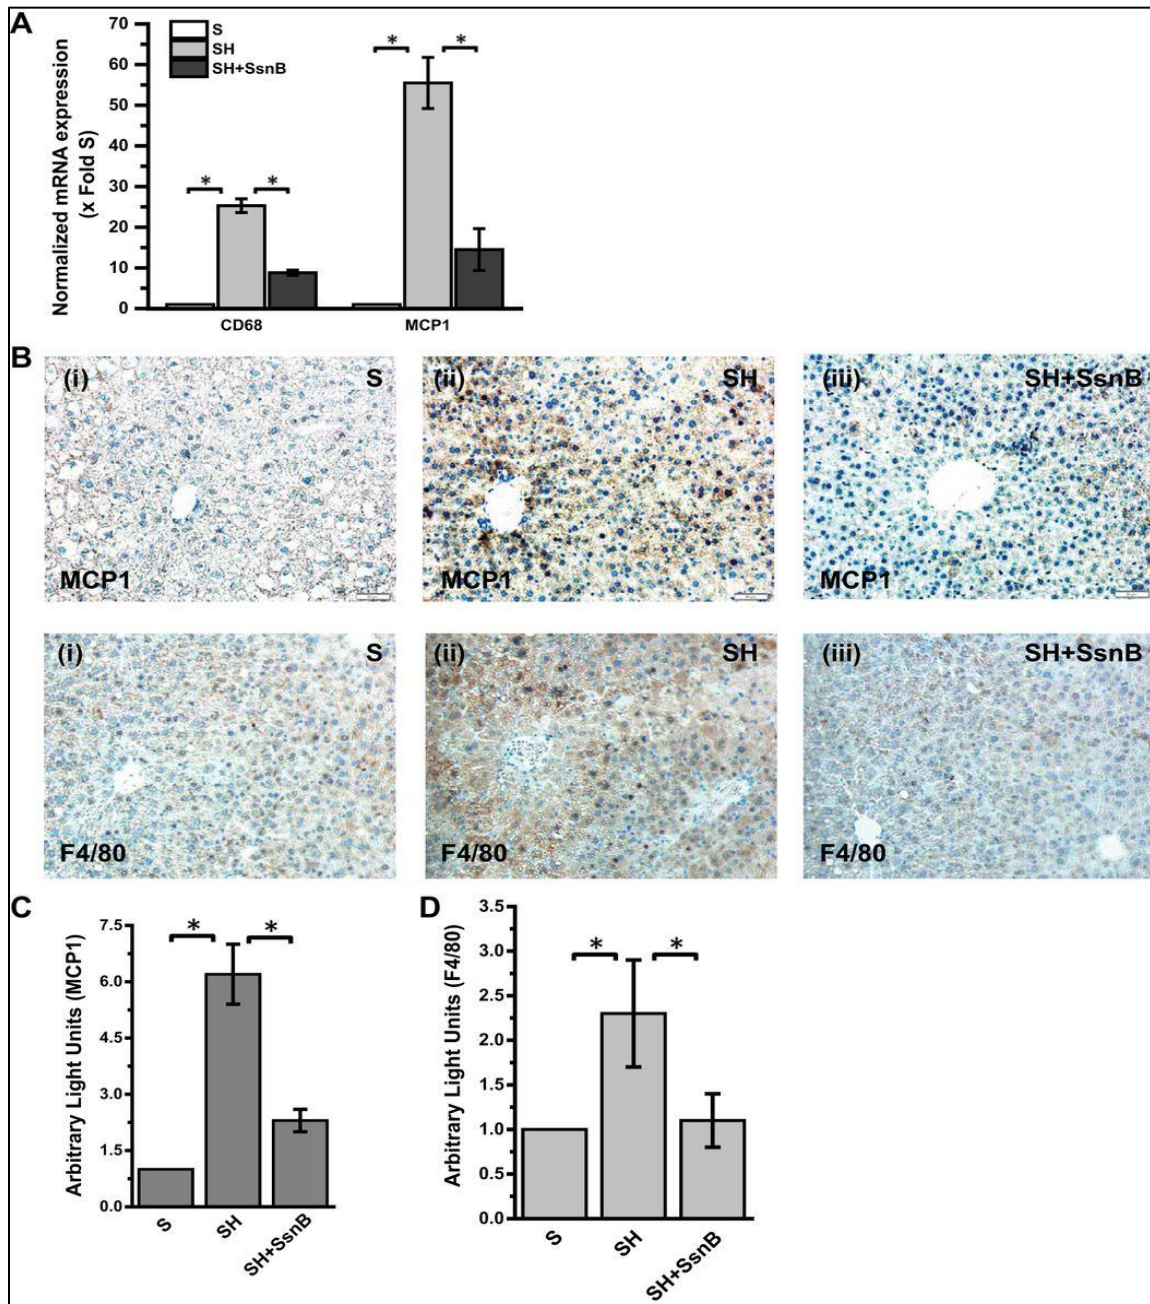 A
Normalized mRNA expression
(x Fold S)
70
60
50
40
30
20
10
0
S
SH
SH+SsnB
* *
* *
CD68 MCP1
B
(i) S
MCP1
(ii) SH
MCP1
(iii) SH+SsnB
MCP1
(i) S
F4/80
(ii) SH
F4/80
(iii) SH+SsnB
F4/80
C
Arbitrary Light Units (MCP1)
7.5
6.0
4.5
3.0
1.5
0.0
* *
S SH SH+SsnB
D
Arbitrary Light Units (F4/80)
3.5
3.0
2.5
2.0
1.5
1.0
0.5
0.0
* *
S SH SH+SsnB